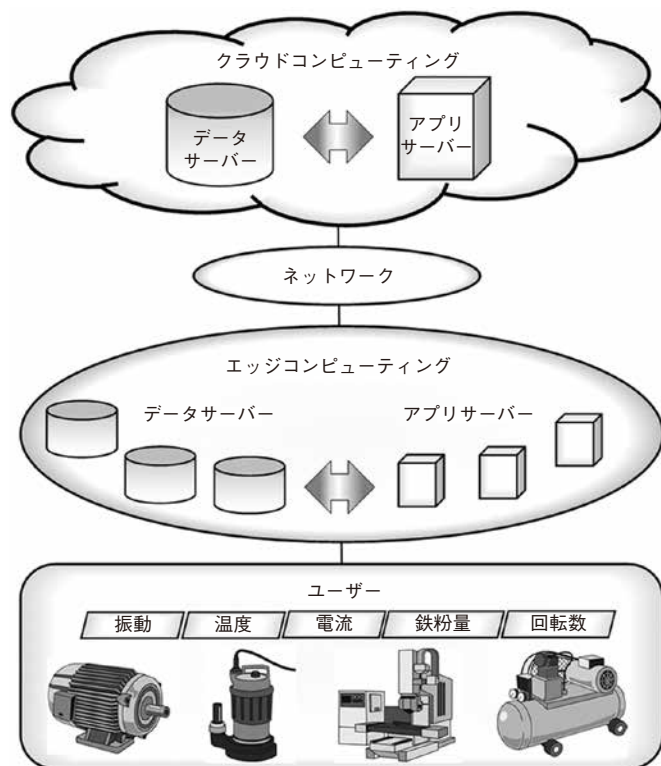 クラウドコンピューティング
データ
サーバー
アプリ
サーバー
ネットワーク
エッジコンピューティング
データサーバー
アプリサーバー
ユーザー
振動
温度
電流
鉄粉量
回転数